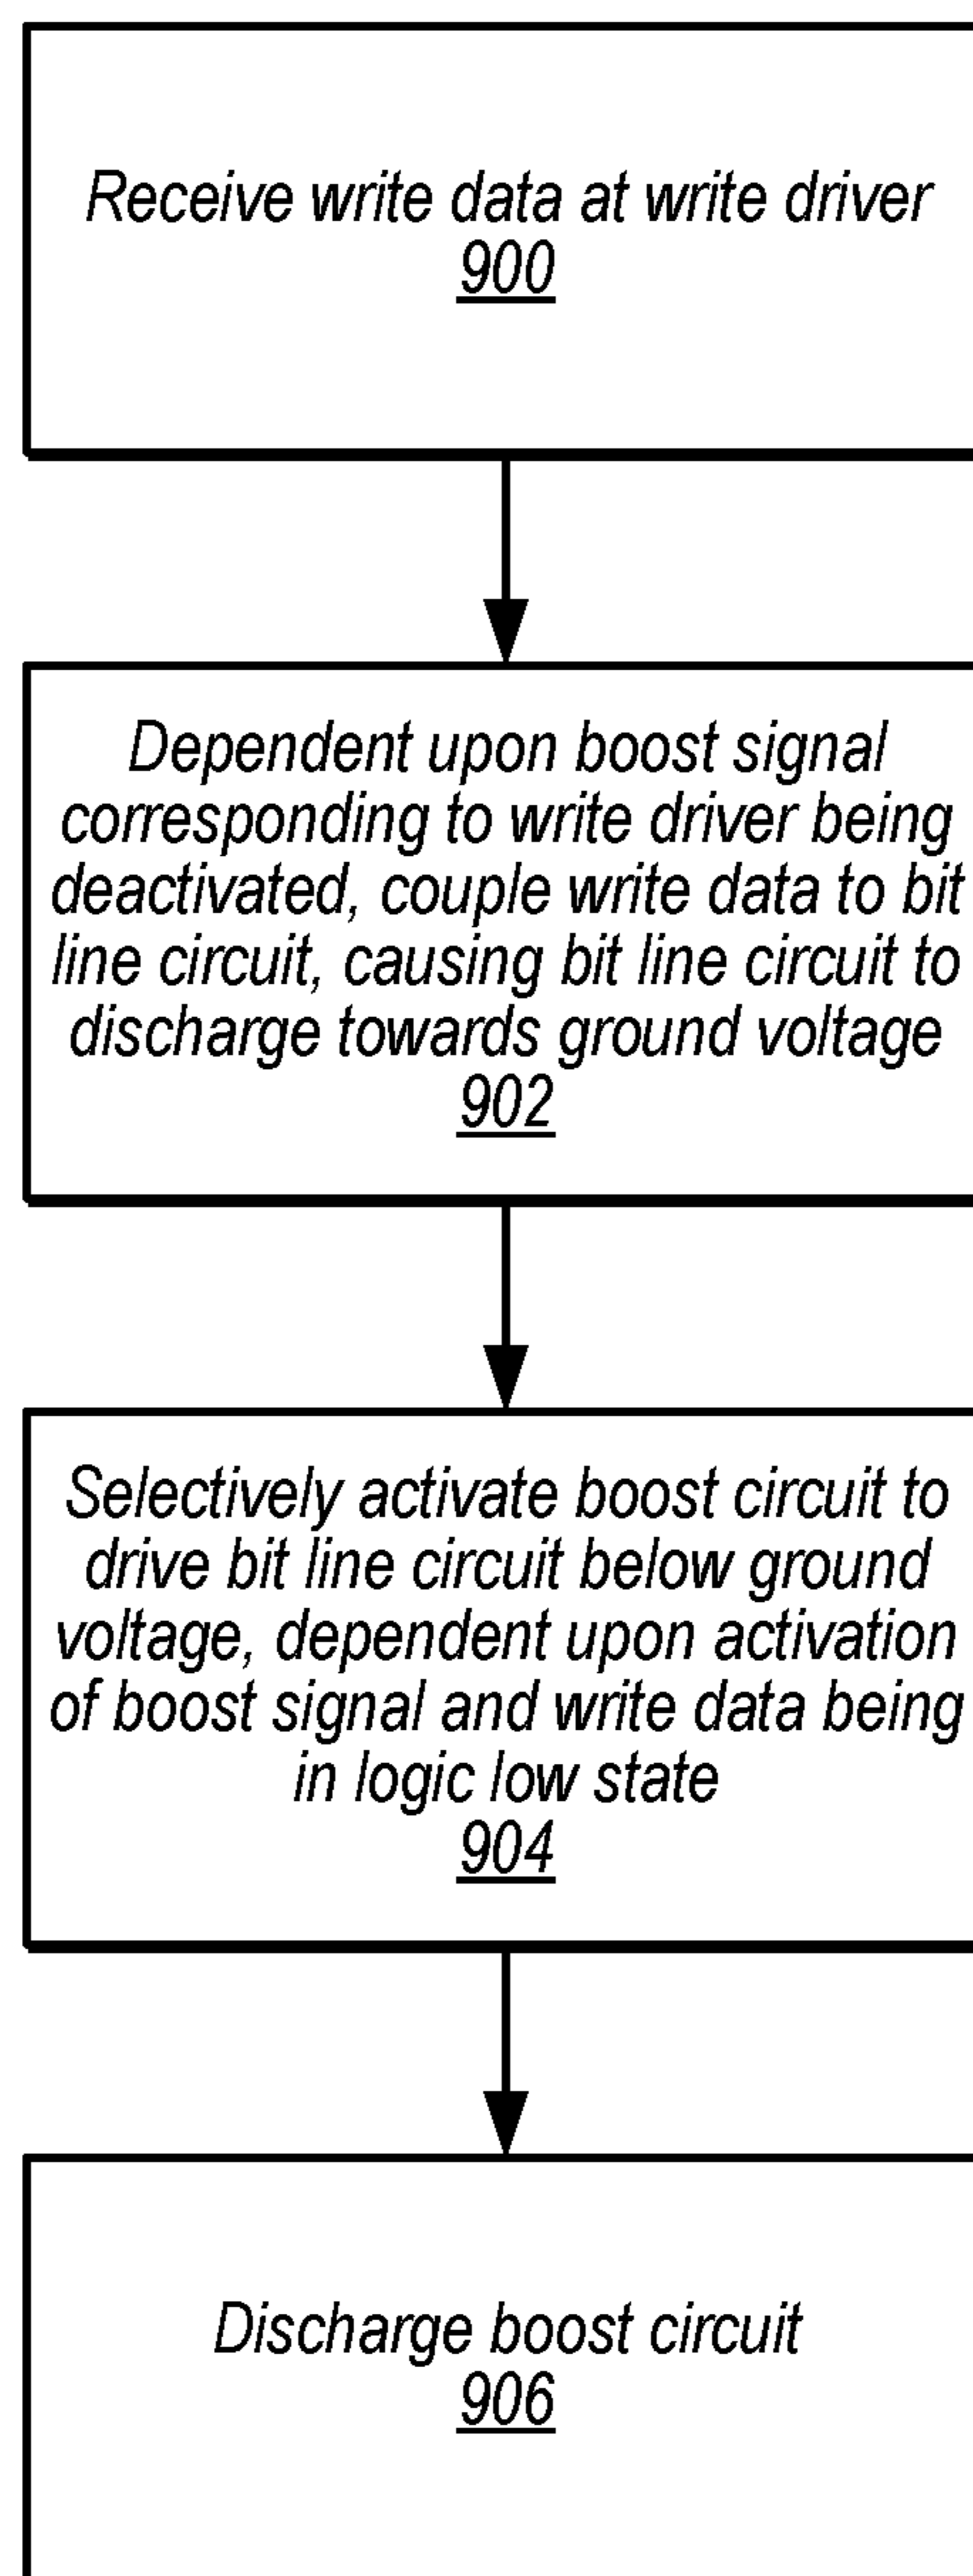 Receive write data at write driver
900
Dependent upon boost signal
corresponding to write driver being
deactivated, couple write data to bit
line circuit, causing bit line circuit to
discharge towards ground voltage
902
Selectively activate boost circuit to
drive bit line circuit below ground
voltage, dependent upon activation
of boost signal and write data being
in logic low state
904
Discharge boost circuit
906